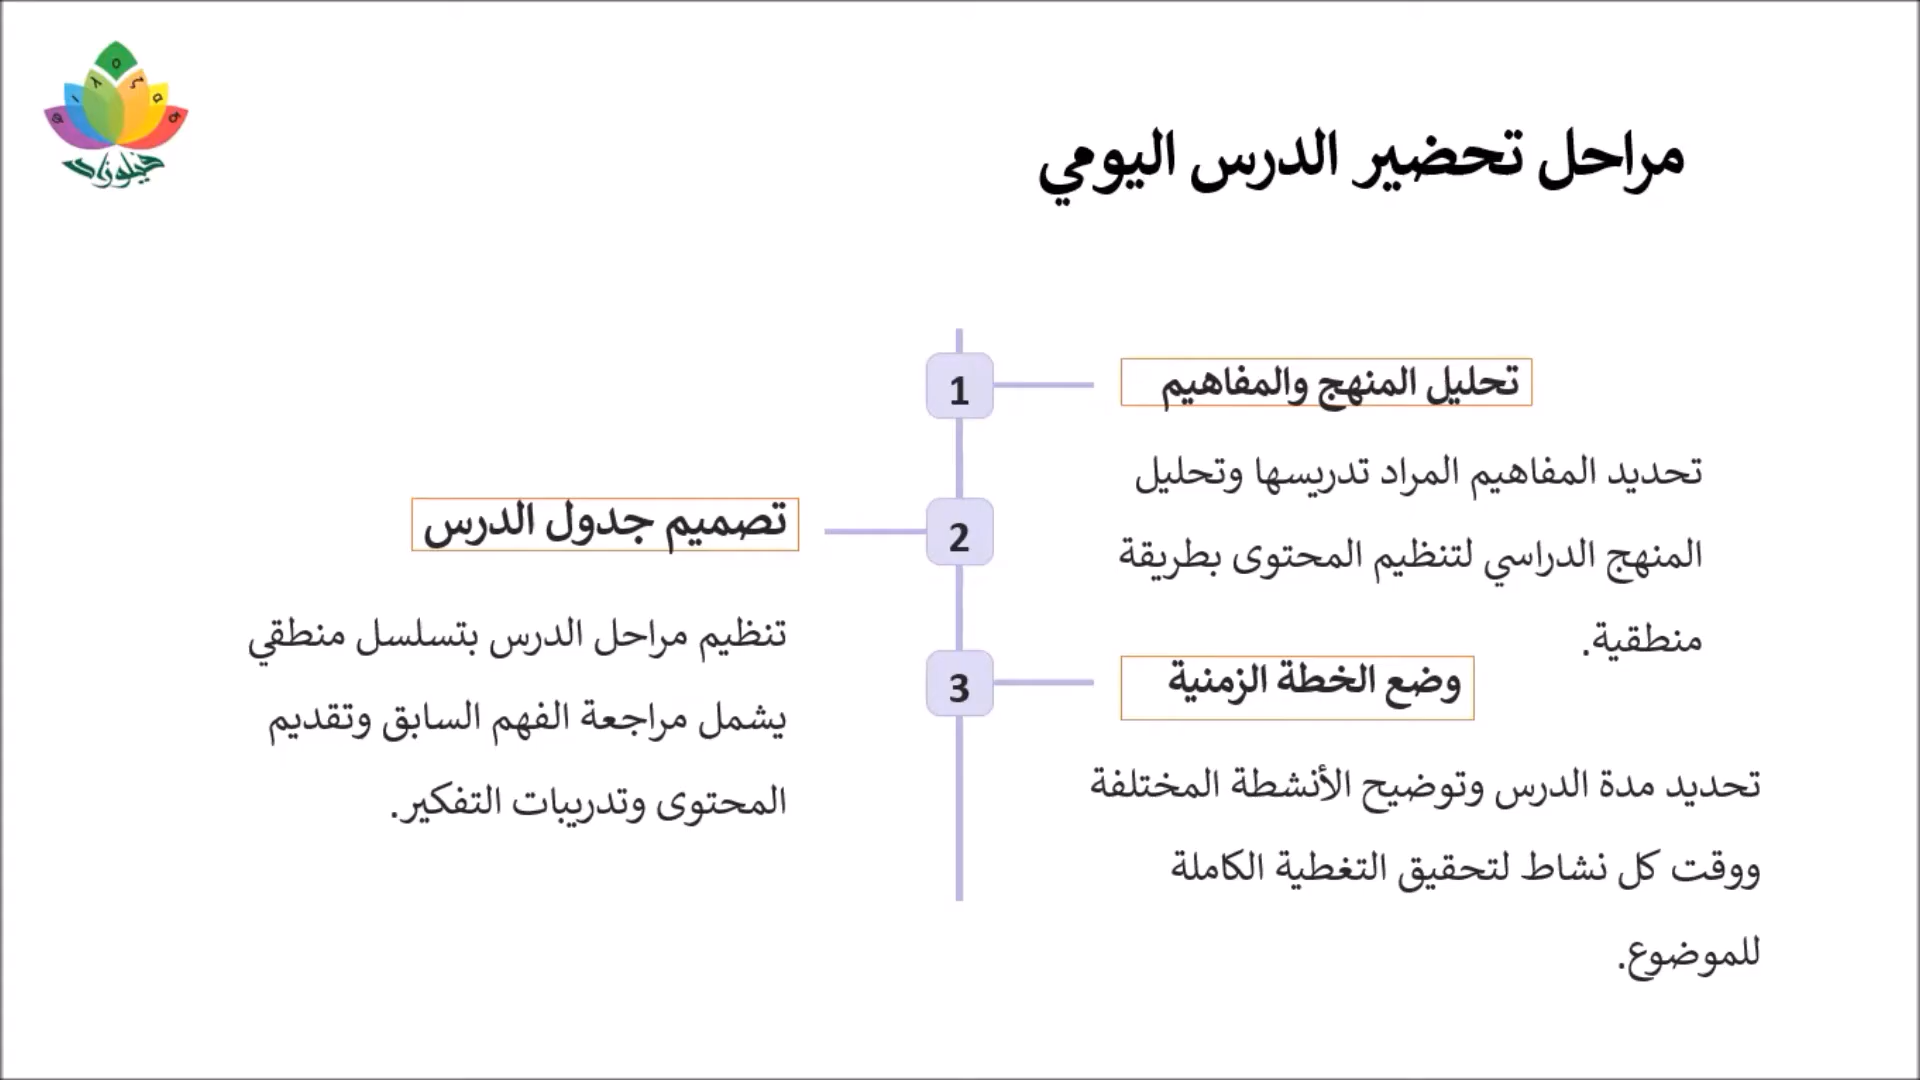 مراحل تحضير الدرس اليومي
1
تحليل المنهج والمفاهيم
تحديد المفاهيم المراد تدريسها وتحليل
المنهج الدراسي لتنظيم المحتوى بطريقة
منطقية.
2
تصميم جدول الدرس
تنظيم مراحل الدرس بتسلسل منطقي
يشمل مراجعة الفهم السابق وتقديم
المحتوى وتدريبات التفكير.
3
وضع الخطة الزمنية
تحديد مدة الدرس وتوضيح الأنشطة المختلفة
ووقت كل نشاط لتحقيق التغطية الكاملة
للموضوع.